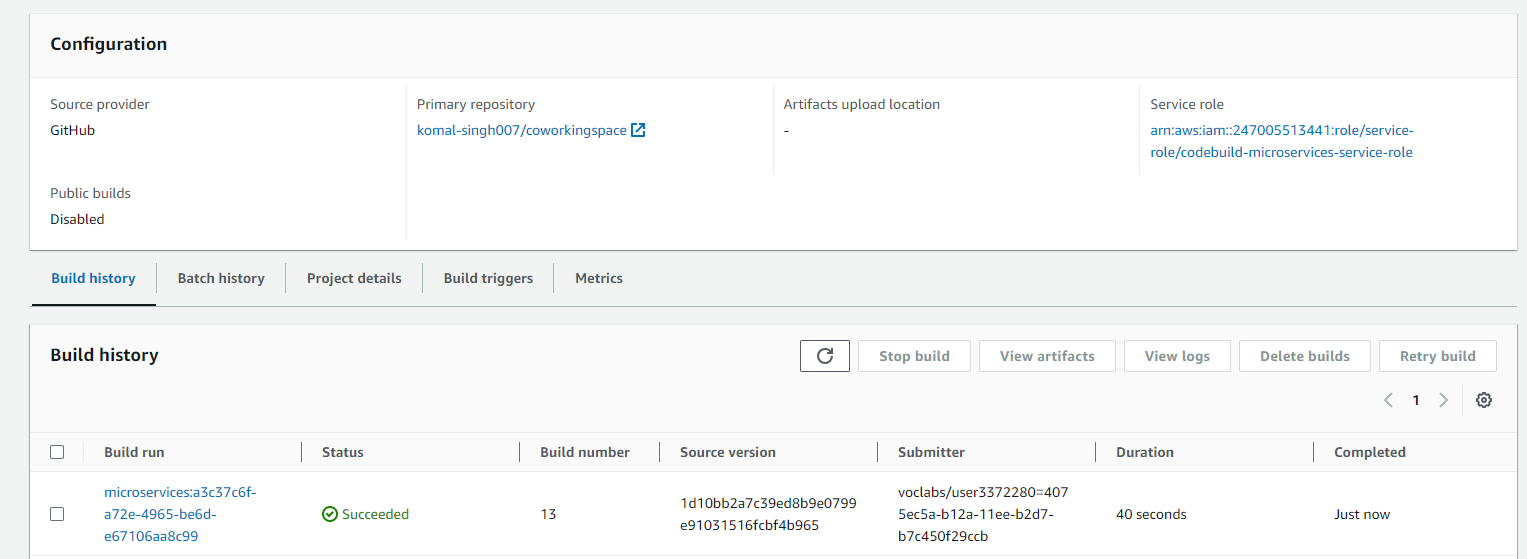 Configuration
Source provider
GitHub
Primary repository
komal-singh007/coworkingspace
Artifacts upload location
-
Service role
arn:aws:iam::247005513441:role/service-
role/codebuild-microservices-service-role
Public builds
Disabled
Build history
Batch history
Project details
Build triggers
Metrics
Build history
Stop build
View artifacts
View logs
Delete builds
Retry build
1
Build run
Status
Build number
Source version
Submitter
Duration
Completed
microservices:a3c37c6f-
a72e-4965-be6d-
e67106aa8c99
Succeeded
13
1d10bb2a7c39ed8b9e0799
e91031516fcbf4b965
voclabs/user3372280=407
5ec5a-b12a-11ee-b2d7-
b7c450f29ccb
40 seconds
Just now